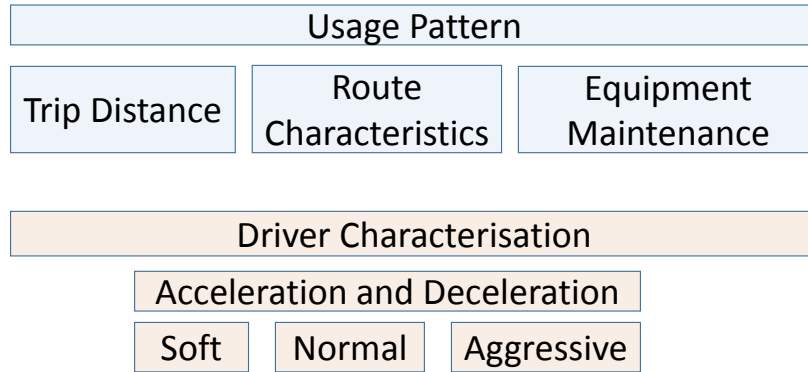 Usage Pattern
Trip Distance
Route
Characteristics
Equipment
Maintenance
Driver Characterisation
Acceleration and Deceleration
Soft
Normal
Aggressive